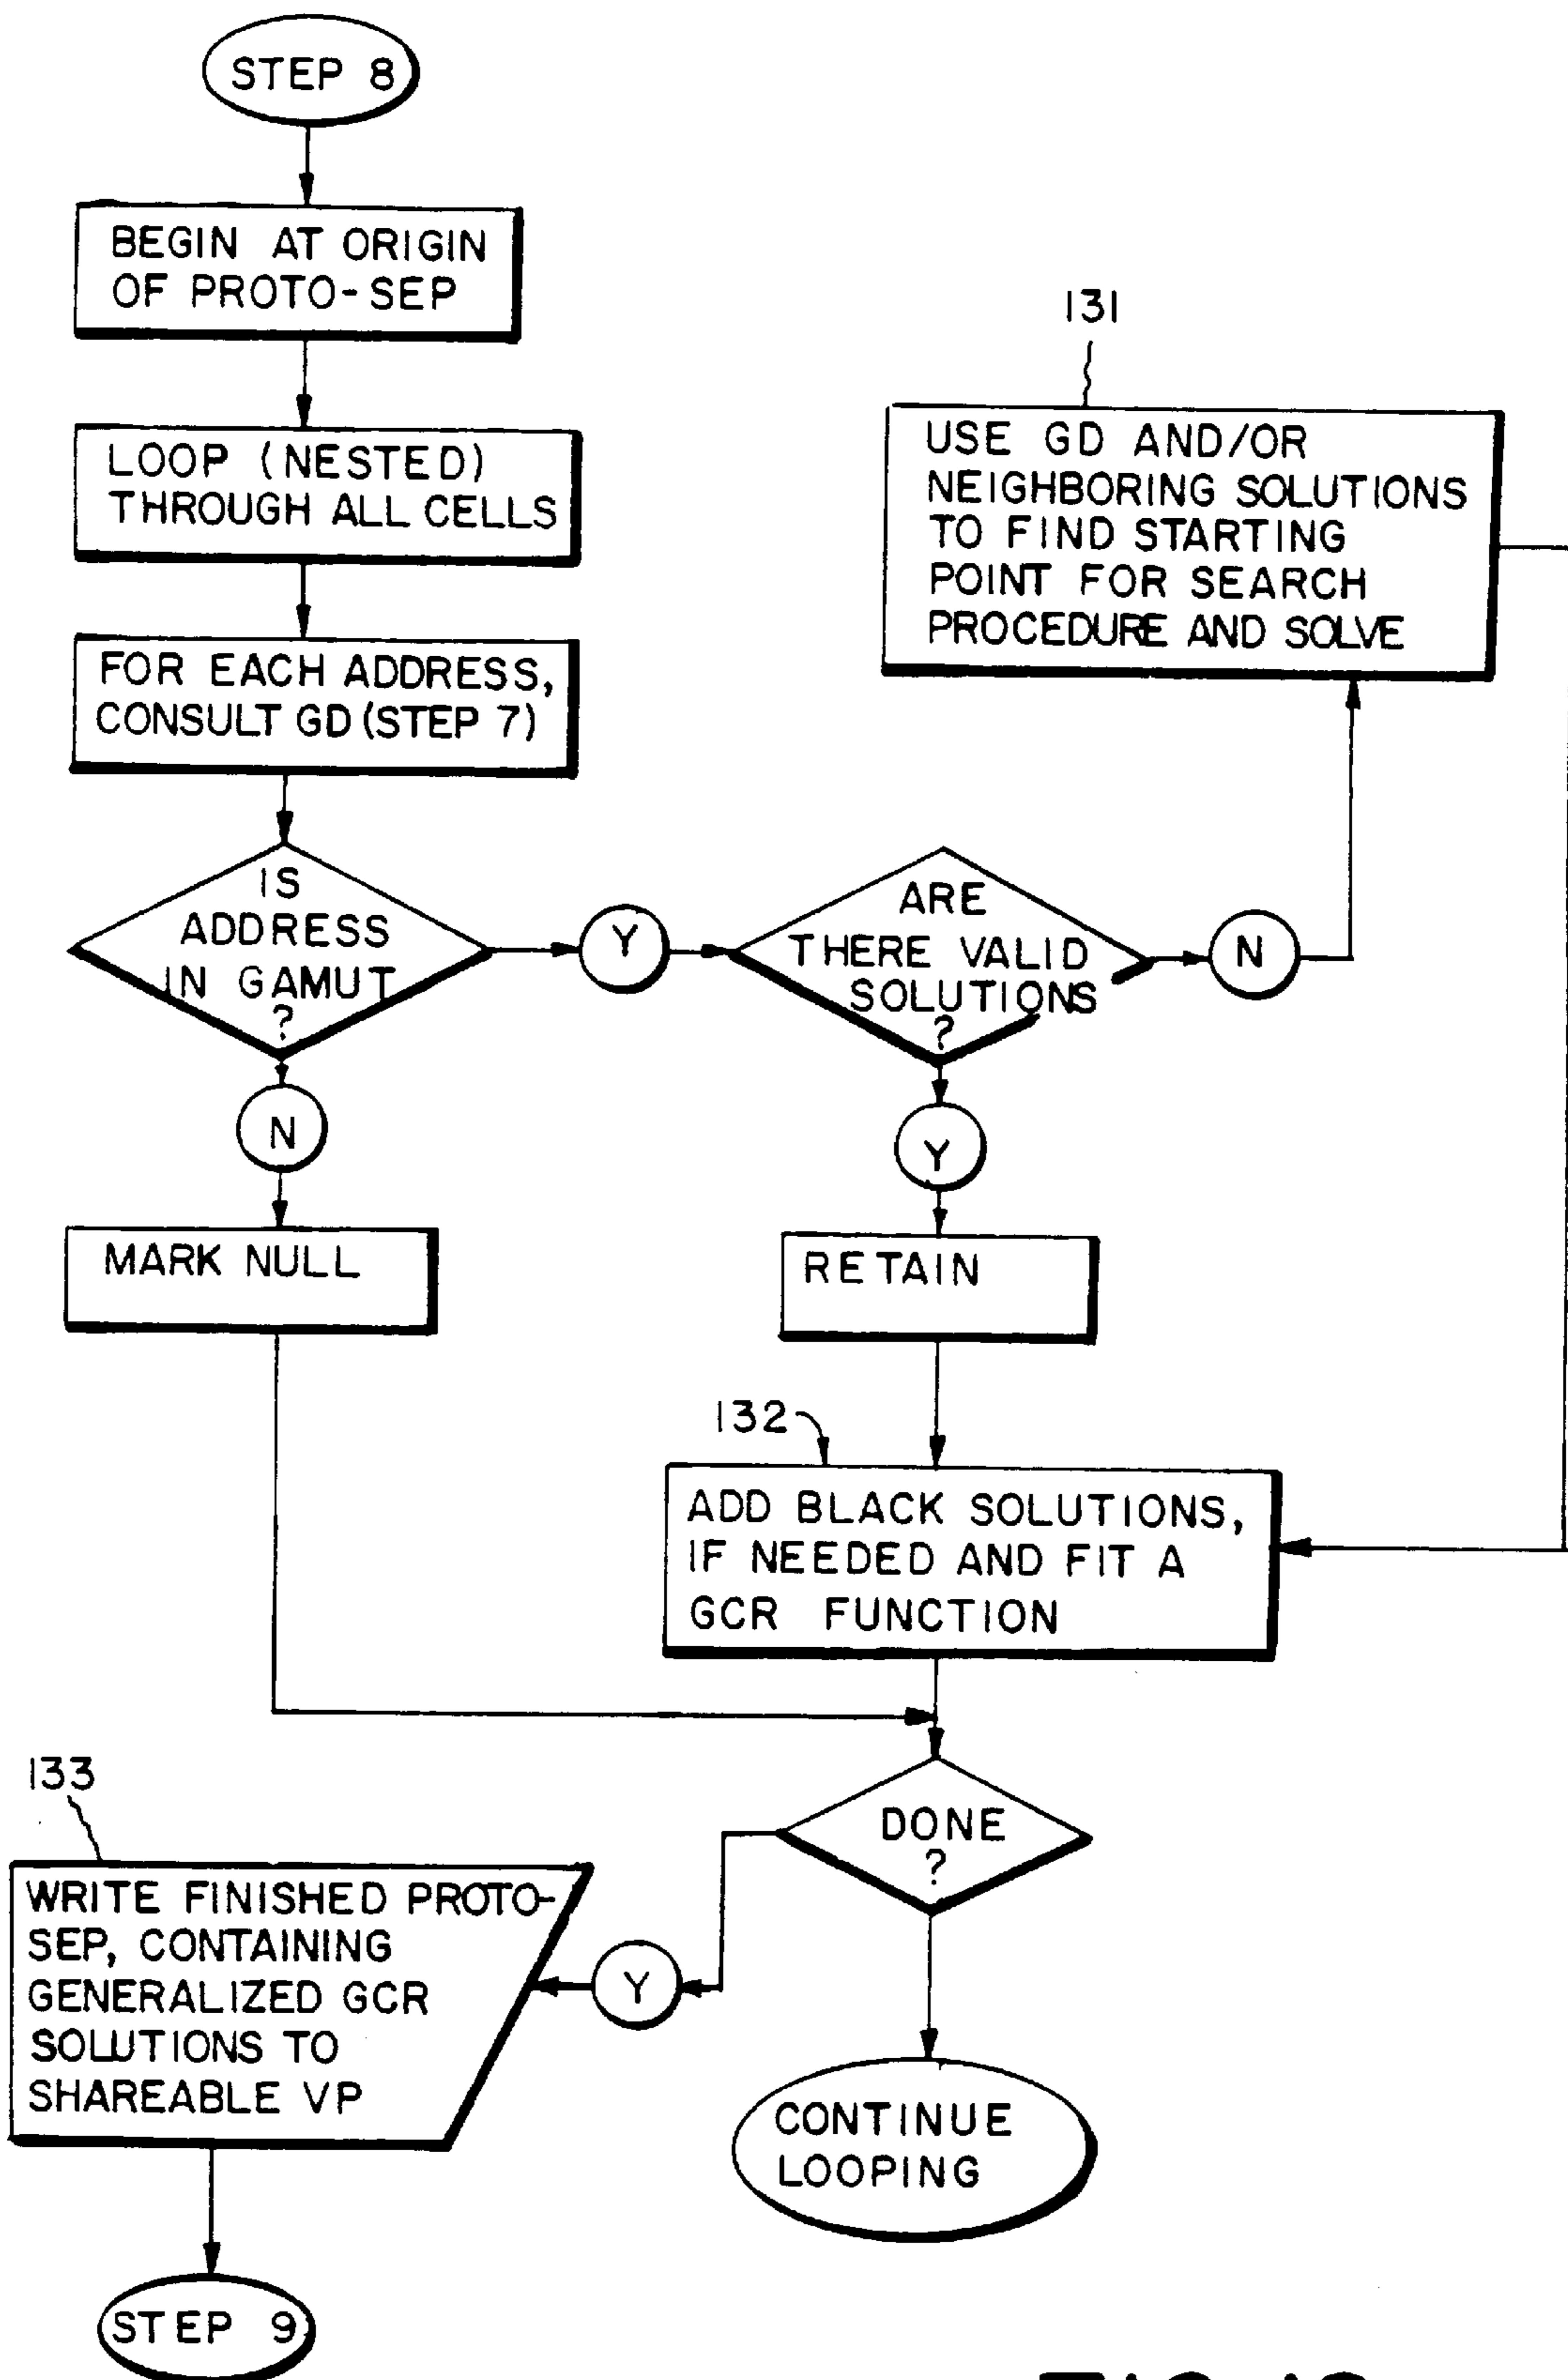 STEP 8
BEGIN AT ORIGIN
OF PROTO-SEP
LOOP (NESTED)
THROUGH ALL CELLS
FOR EACH ADDRESS,
CONSULT GD (STEP 7)
131
USE GD AND/OR
NEIGHBORING SOLUTIONS
TO FIND STARTING
POINT FOR SEARCH
PROCEDURE AND SOLVE
IS
ADDRESS
IN GAMUT
?
Y
ARE
THERE VALID
SOLUTIONS
?
N
N
Y
MARK NULL
RETAIN
132
ADD BLACK SOLUTIONS,
IF NEEDED AND FIT A
GCR FUNCTION
DONE
?
133
WRITE FINISHED PROTO-
SEP, CONTAINING
GENERALIZED GCR
SOLUTIONS TO
SHAREABLE VP
Y
CONTINUE
LOOPING
STEP 9